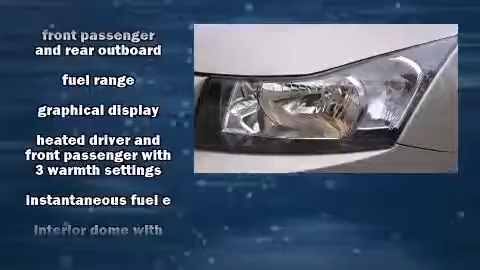 front passenger
and rear outboard
fuel range
graphical display
heated driver and
front passenger with
3 warmth settings
instantaneous fuel e
interior dome with